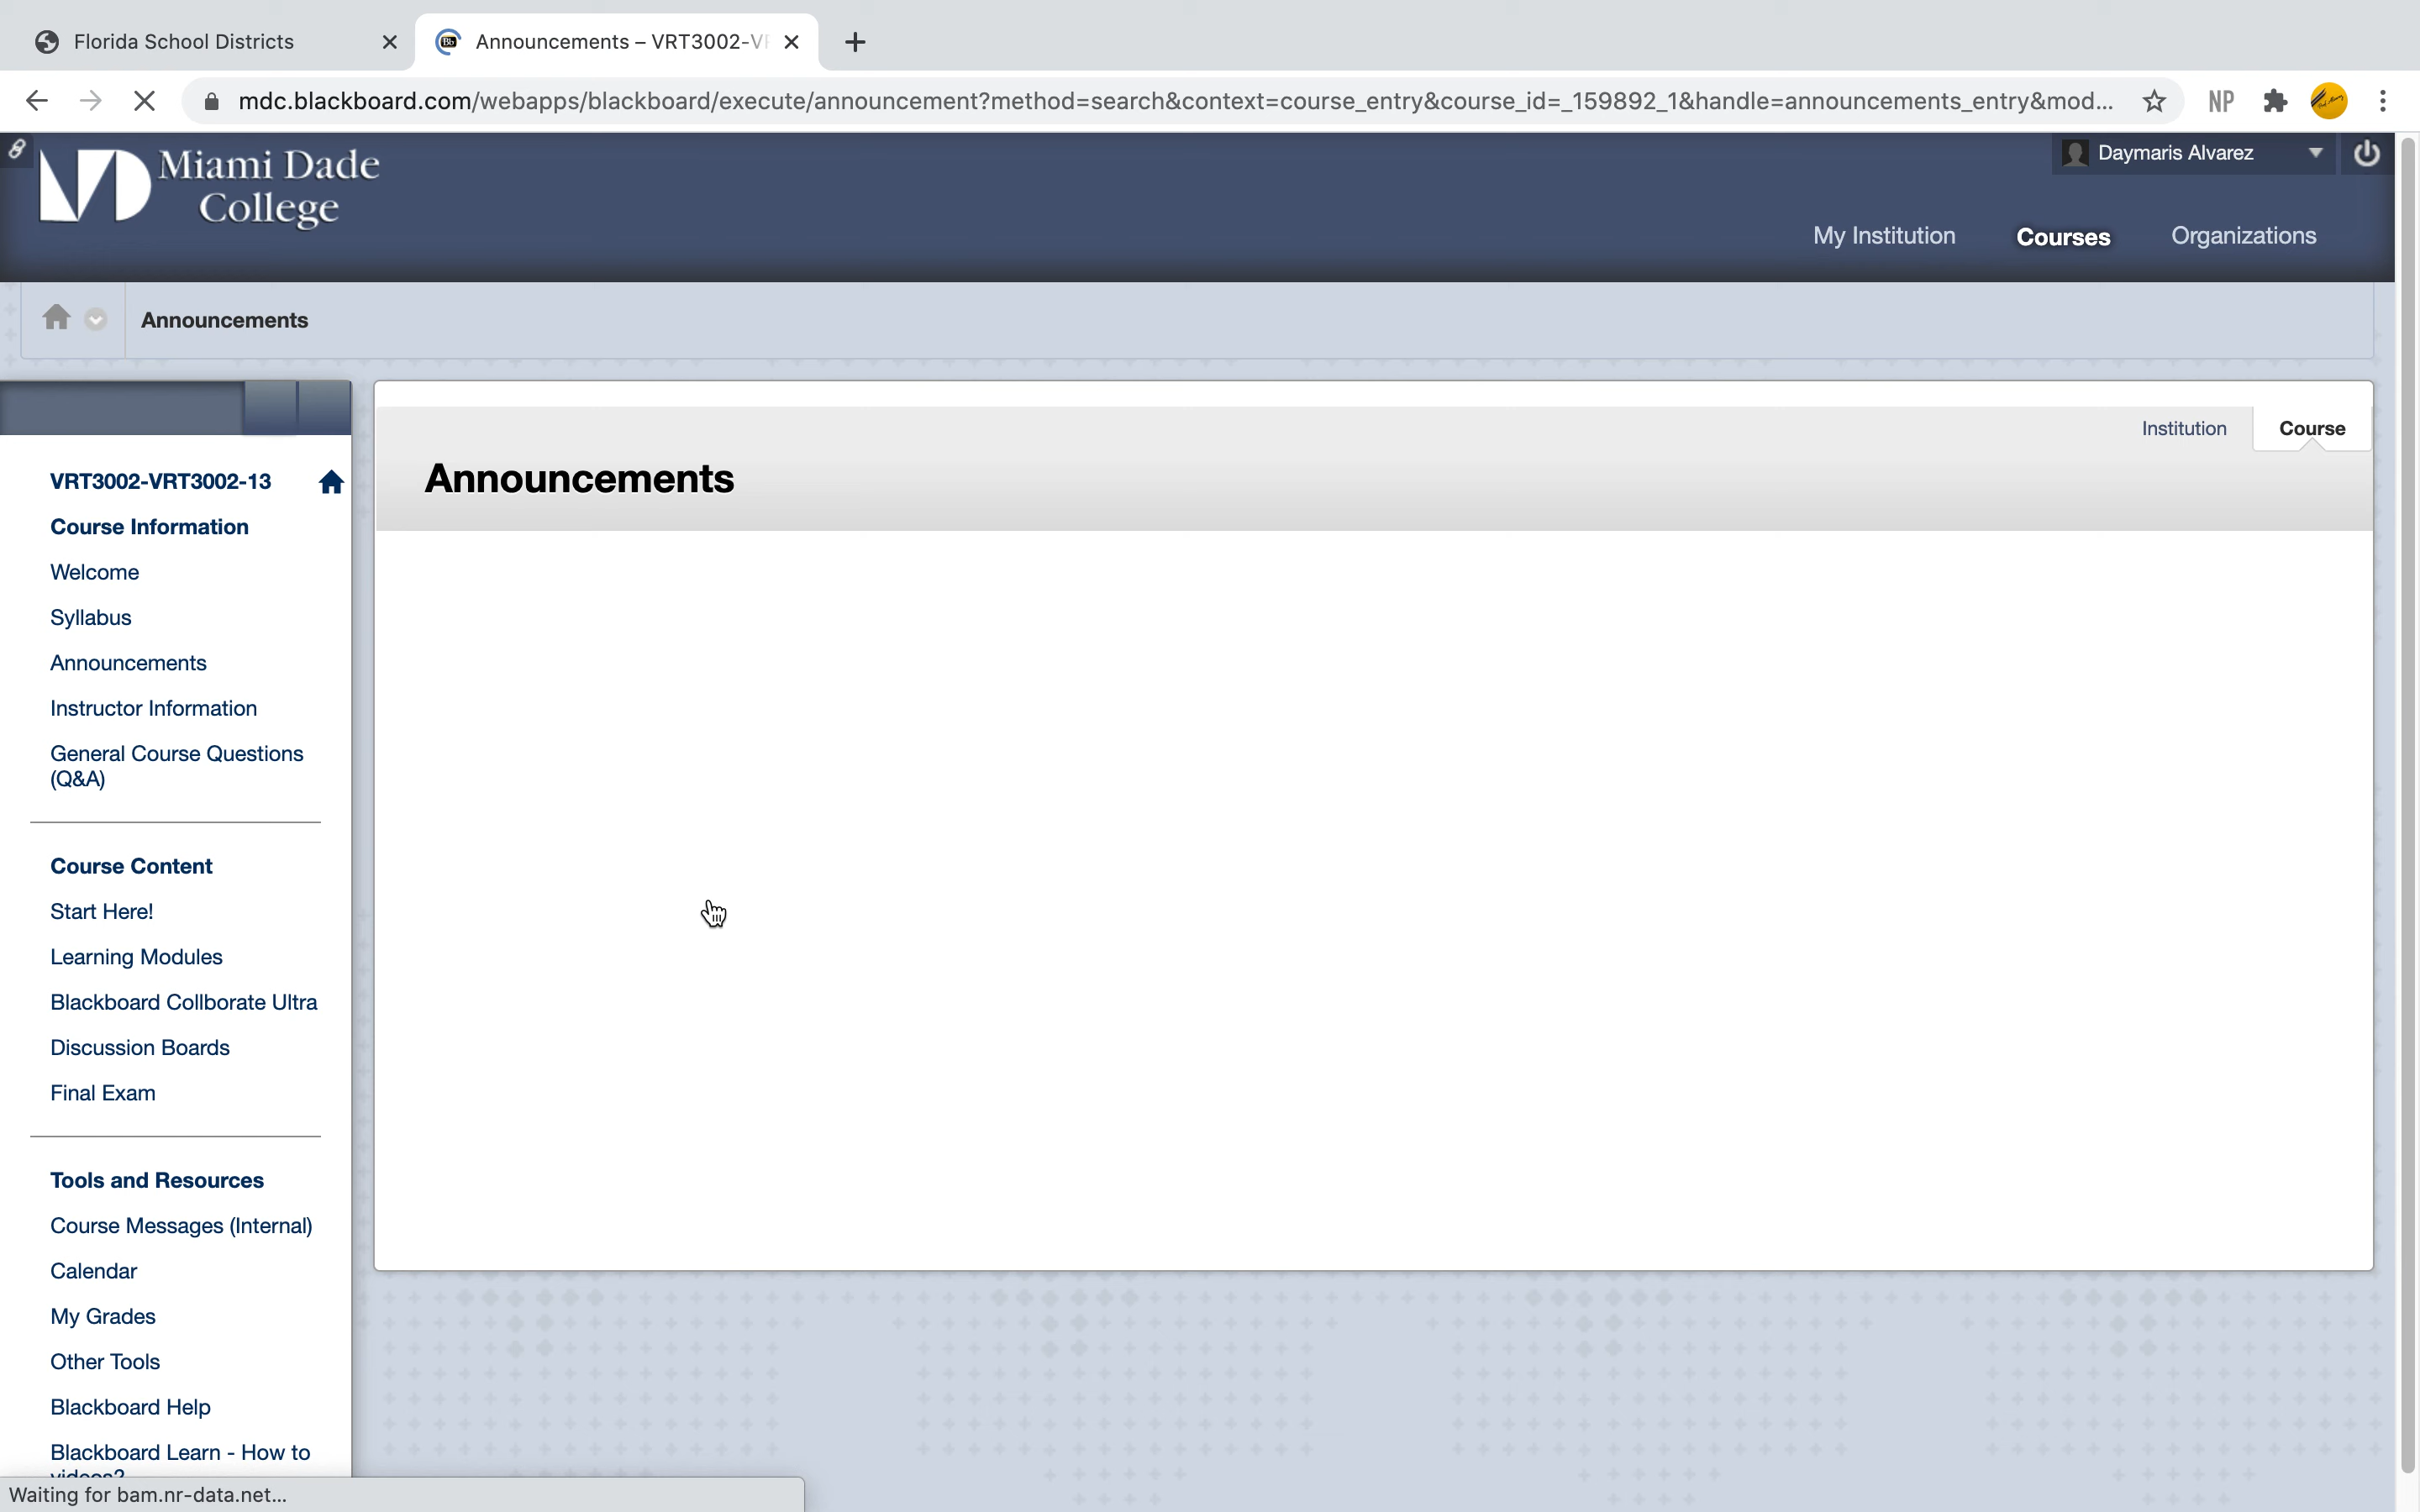 Florida School Districts
Announcements – VRT3002-VR
mdc.blackboard.com/webapps/blackboard/execute/announcement?method=search&context=course_entry&course_id=_159892_1&handle=announcements_entry&mod...
NP
Miami Dade
College
Daymaris Alvarez
My Institution
Courses
Organizations
Announcements
Institution
Course
Announcements
VRT3002-VRT3002-13
Course Information
Welcome
Syllabus
Announcements
Instructor Information
General Course Questions
(Q&A)
Course Content
Start Here!
Learning Modules
Blackboard Collborate Ultra
Discussion Boards
Final Exam
Tools and Resources
Course Messages (Internal)
Calendar
My Grades
Other Tools
Blackboard Help
Blackboard Learn - How to
videos?
Waiting for bam.nr-data.net...